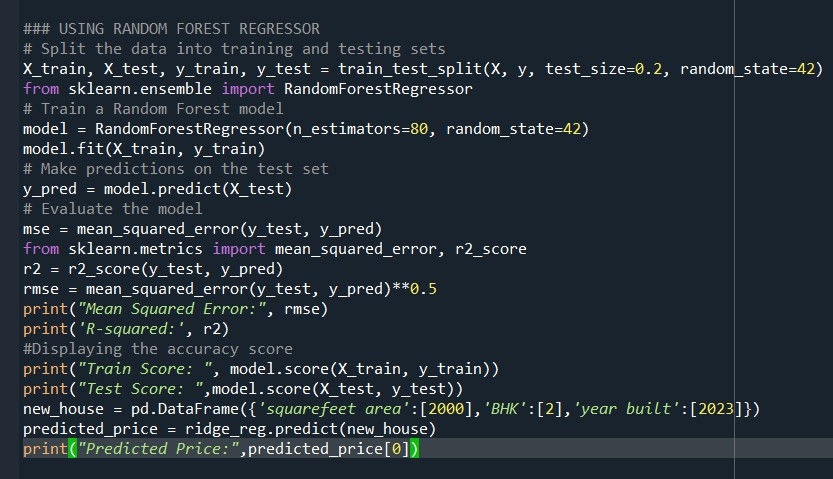 ### USING RANDOM FOREST REGRESSOR
# Split the data into training and testing sets
X_train, X_test, y_train, y_test = train_test_split(X, y, test_size=0.2, random_state=42)
from sklearn.ensemble import RandomForestRegressor
# Train a Random Forest model
model = RandomForestRegressor(n_estimators=80, random_state=42)
model.fit(X_train, y_train)
# Make predictions on the test set
y_pred = model.predict(X_test)
# Evaluate the model
mse = mean_squared_error(y_test, y_pred)
from sklearn.metrics import mean_squared_error, r2_score
r2 = r2_score(y_test, y_pred)
rmse = mean_squared_error(y_test, y_pred)**0.5
print("Mean Squared Error:", rmse)
print('R-squared:', r2)
#Displaying the accuracy score
print("Train Score: ", model.score(X_train, y_train))
print("Test Score: ",model.score(X_test, y_test))
new_house = pd.DataFrame({'squarefeet area':[2000],'BHK':[2],'year built':[2023]})
predicted_price = ridge_reg.predict(new_house)
print("Predicted Price:",predicted_price[0])